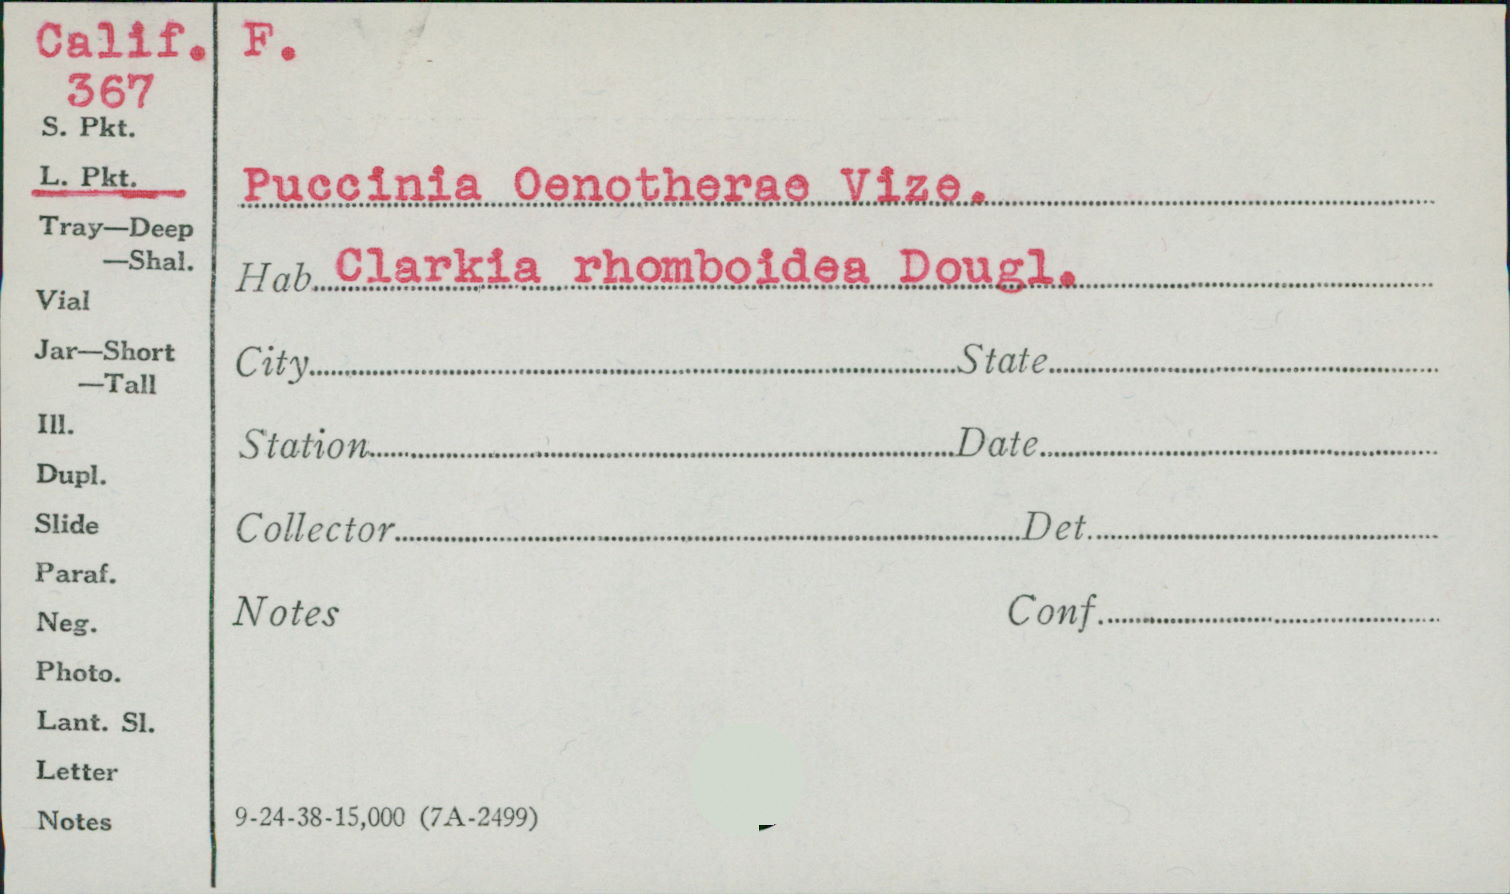 Calif.
367
S. Pkt.
L. Pkt.
Tray—Deep
—Shal.
Vial
Jar—Short
—Tall
Ill.
Dupl.
Slide
Paraf.
Neg.
Photo.
Lant. Sl.
Letter
Notes
F.
Puccinia Oenotherae Vize.
Hab. Clarkia rhomboidea Dougl.
City State
Station Date
Collector Det.
Notes Conf.
9-24-38-15,000 (7A-2499)